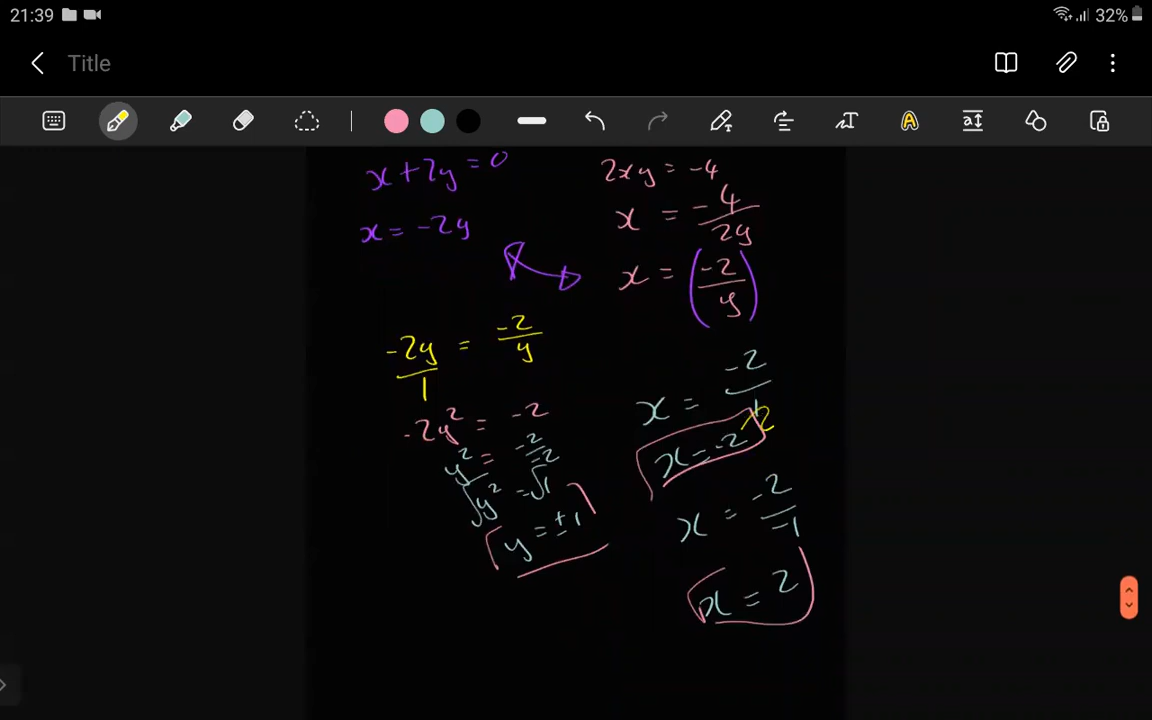 21:39
32%
Title
x + 2y = 0
x = -2y
2xy = -4
x = -4/2y
x = (-2/y)
-2y/1 = -2/y
-2y² = -2
y² = -2/-2
√y² = √1
y = ±1
x = -2/1
x = -2
x = -2/-1
x = 2